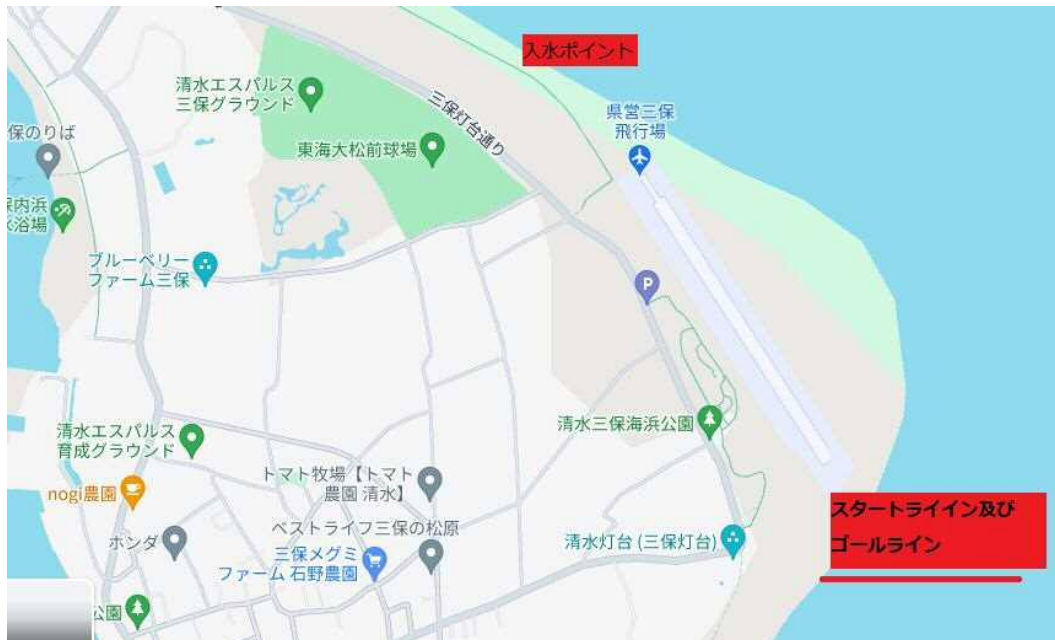 入水ポイント
清水エスパルス
三保グラウンド
県営三保
飛行場
三保灯台通り
保のりば
東海大松前球場
保内浜
水浴場
ブルーベリー
ファーム三保
P
清水三保海浜公園
清水エスパルス
育成グラウンド
トマト牧場【トマト
農園 清水】
nogi農園
スタートライイン及び
ゴールライン
ホンダ
ベストライフ三保の松原
清水灯台 (三保灯台)
三保メグミ
ファーム 石野農園
公園